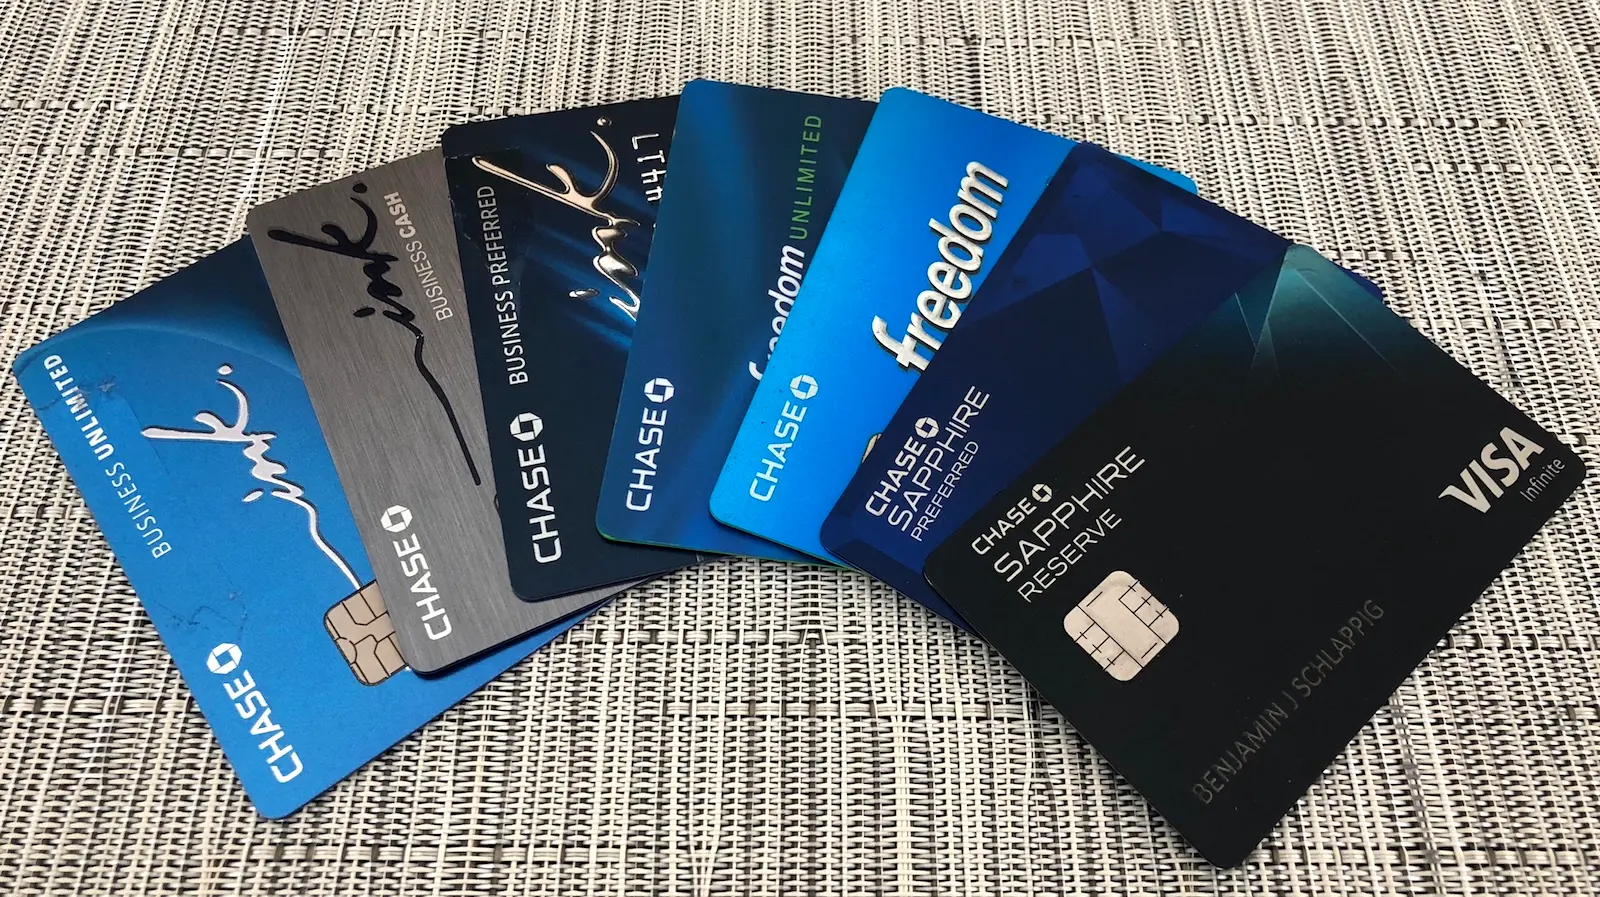 BUSINESS UNLIMITED
ink.
CHASE
ink.
BUSINESS CASH
CHASE
ink.
BUSINESS PREFERRED
CHASE
freedom UNLIMITED
CHASE
freedom
CHASE
CHASE
SAPPHIRE
PREFERRED
CHASE
SAPPHIRE
RESERVE
VISA
Infinite
BENJAMIN J SCHLAPPIG